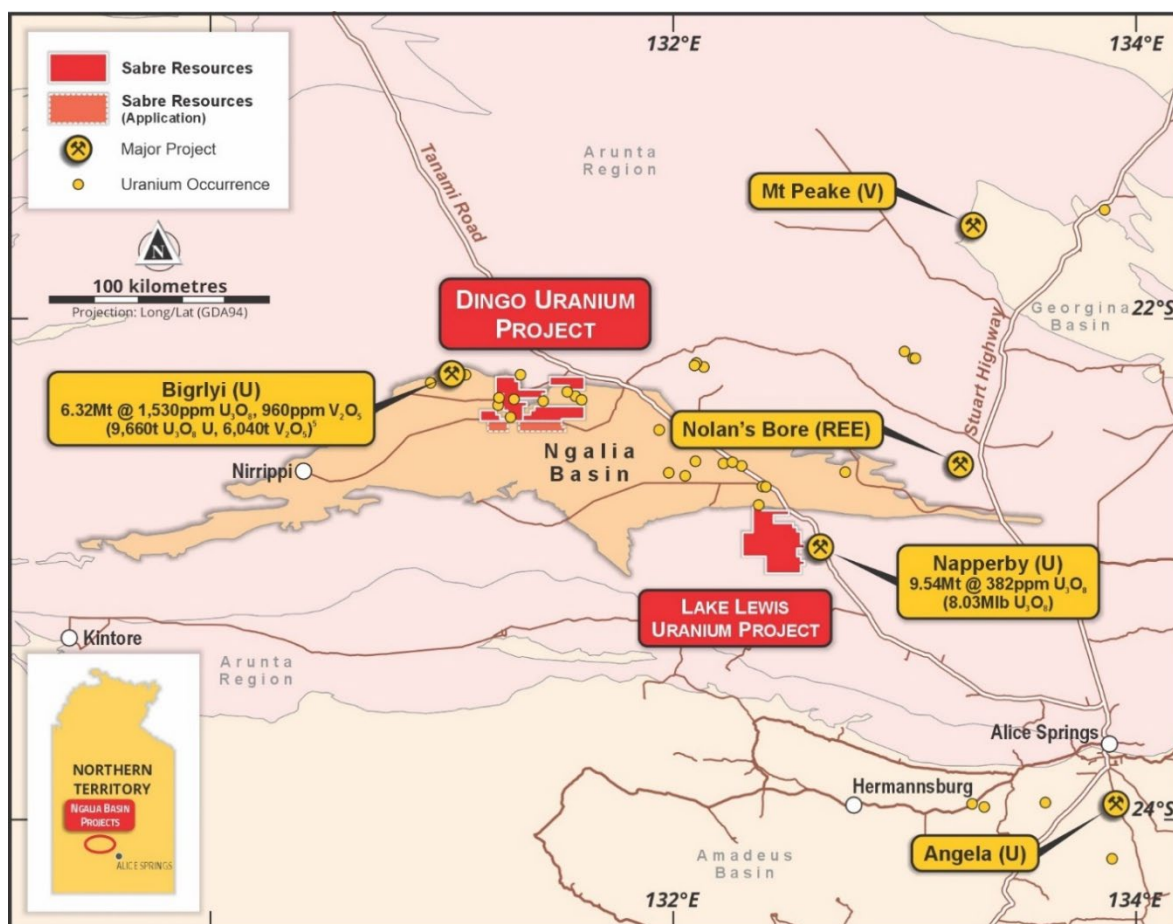 132°E
134°E
Sabre Resources
Sabre Resources
(Application)
Major Project
Uranium Occurrence
Arunta
Region
Tanami Road
Mt Peake (V)
N
100 kilometres
Projection: Long/Lat (GDA94)
DINGO URANIUM
PROJECT
Georgina
Basin
22°S
Stuart Highway
Bigrlyi (U)
6.32Mt @ 1,530ppm U₃O₈, 960ppm V₂O₅
(9,660t U₃O₈ U, 6,040t V₂O₅)⁵
Nolan's Bore (REE)
Nirrippi
Ngalia
Basin
Napperby (U)
9.54Mt @ 382ppm U₃O₈
(8.03Mlb U₃O₈)
LAKE LEWIS
URANIUM PROJECT
Kintore
Arunta
Region
Alice Springs
NORTHERN
TERRITORY
NGALIA BASIN
PROJECTS
ALICE SPRINGS
Hermannsburg
24°S
Angela (U)
Amadeus
Basin
132°E
134°E